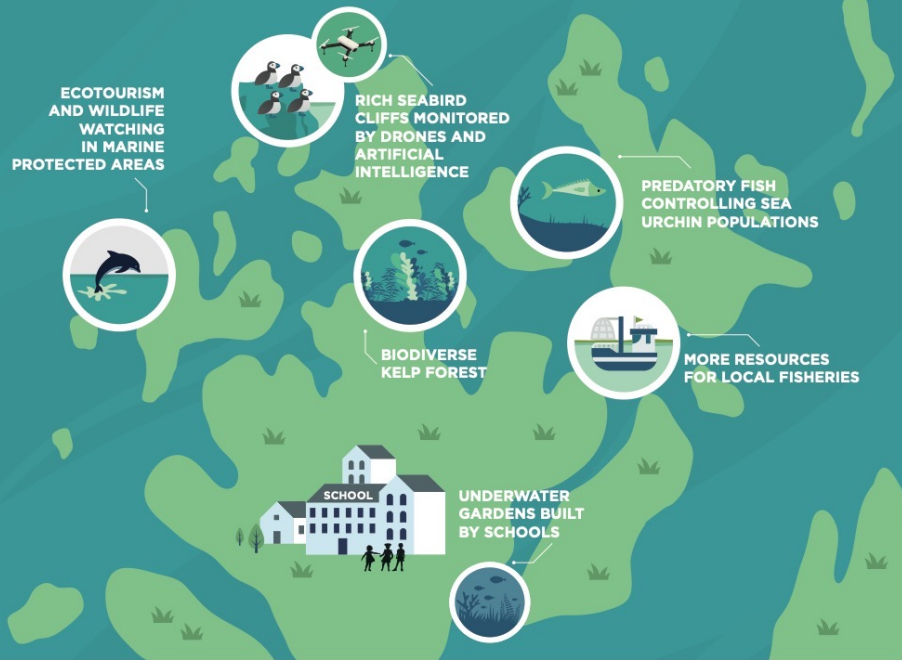 ECOTOURISM
AND WILDLIFE
WATCHING
IN MARINE
PROTECTED AREAS
RICH SEABIRD
CLIFFS MONITORED
BY DRONES AND
ARTIFICIAL
INTELLIGENCE
PREDATORY FISH
CONTROLLING SEA
URCHIN POPULATIONS
BIODIVERSE
KELP FOREST
MORE RESOURCES
FOR LOCAL FISHERIES
SCHOOL
UNDERWATER
GARDENS BUILT
BY SCHOOLS